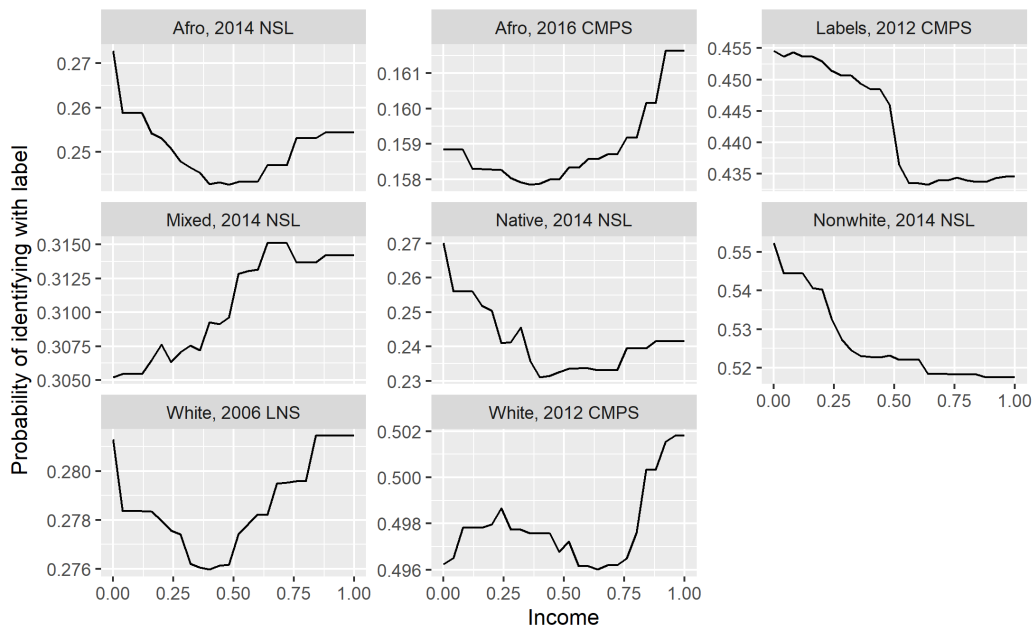 Afro, 2014 NSL
Afro, 2016 CMPS
Labels, 2012 CMPS
0.27
0.26
0.25
0.161
0.160
0.159
0.158
0.455
0.450
0.445
0.440
0.435
Mixed, 2014 NSL
Native, 2014 NSL
Nonwhite, 2014 NSL
0.3150
0.3125
0.3100
0.3075
0.3050
0.27
0.26
0.25
0.24
0.23
0.55
0.54
0.53
0.52
0.00 0.25 0.50 0.75 1.00
White, 2006 LNS
White, 2012 CMPS
0.280
0.278
0.276
0.502
0.500
0.498
0.496
0.00 0.25 0.50 0.75 1.00
0.00 0.25 0.50 0.75 1.00
Income
Probability of identifying with label